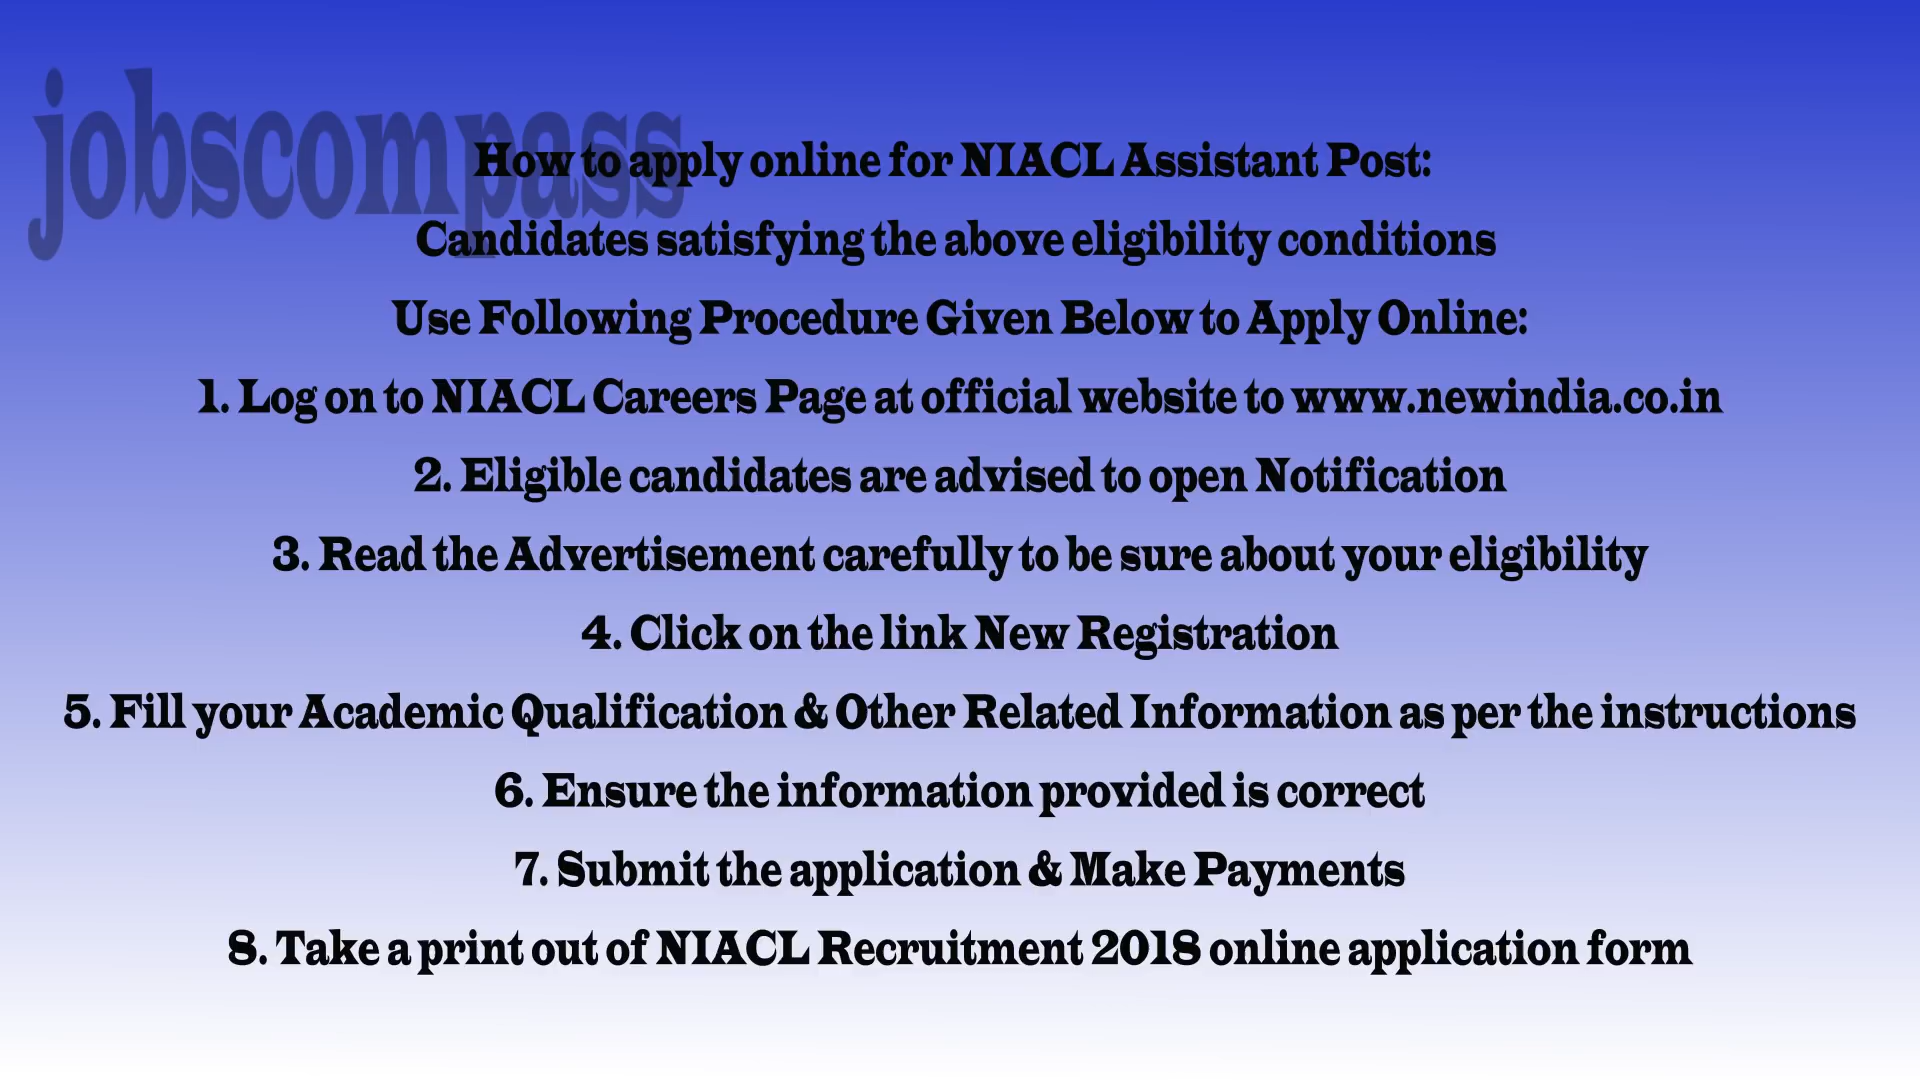 jobscompass
How to apply online for NIACL Assistant Post:
Candidates satisfying the above eligibility conditions
Use Following Procedure Given Below to Apply Online:
1. Log on to NIACL Careers Page at official website to www.newindia.co.in
2. Eligible candidates are advised to open Notification
3. Read the Advertisement carefully to be sure about your eligibility
4. Click on the link New Registration
5. Fill your Academic Qualification & Other Related Information as per the instructions
6. Ensure the information provided is correct
7. Submit the application & Make Payments
8. Take a print out of NIACL Recruitment 2018 online application form